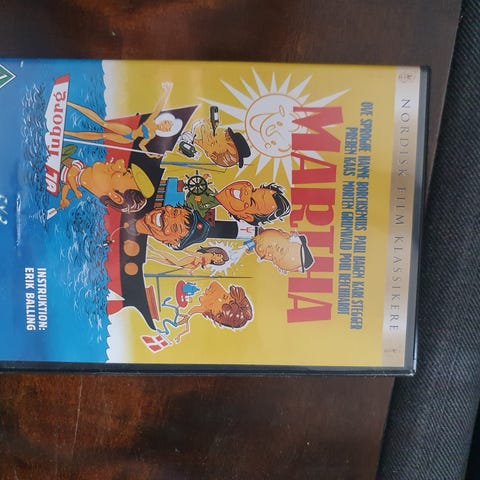 NORDISK FILM KLASSIKERE
OVE SPROGØE HANNE BORCHSENIUS POUL HAGEN KARL STEGGER
PREBEN KAAS MORTEN GRUNWALD POUL REICHHARDT
MARTHA
Tuborg
INSTRUKTION:
ERIK BALLING